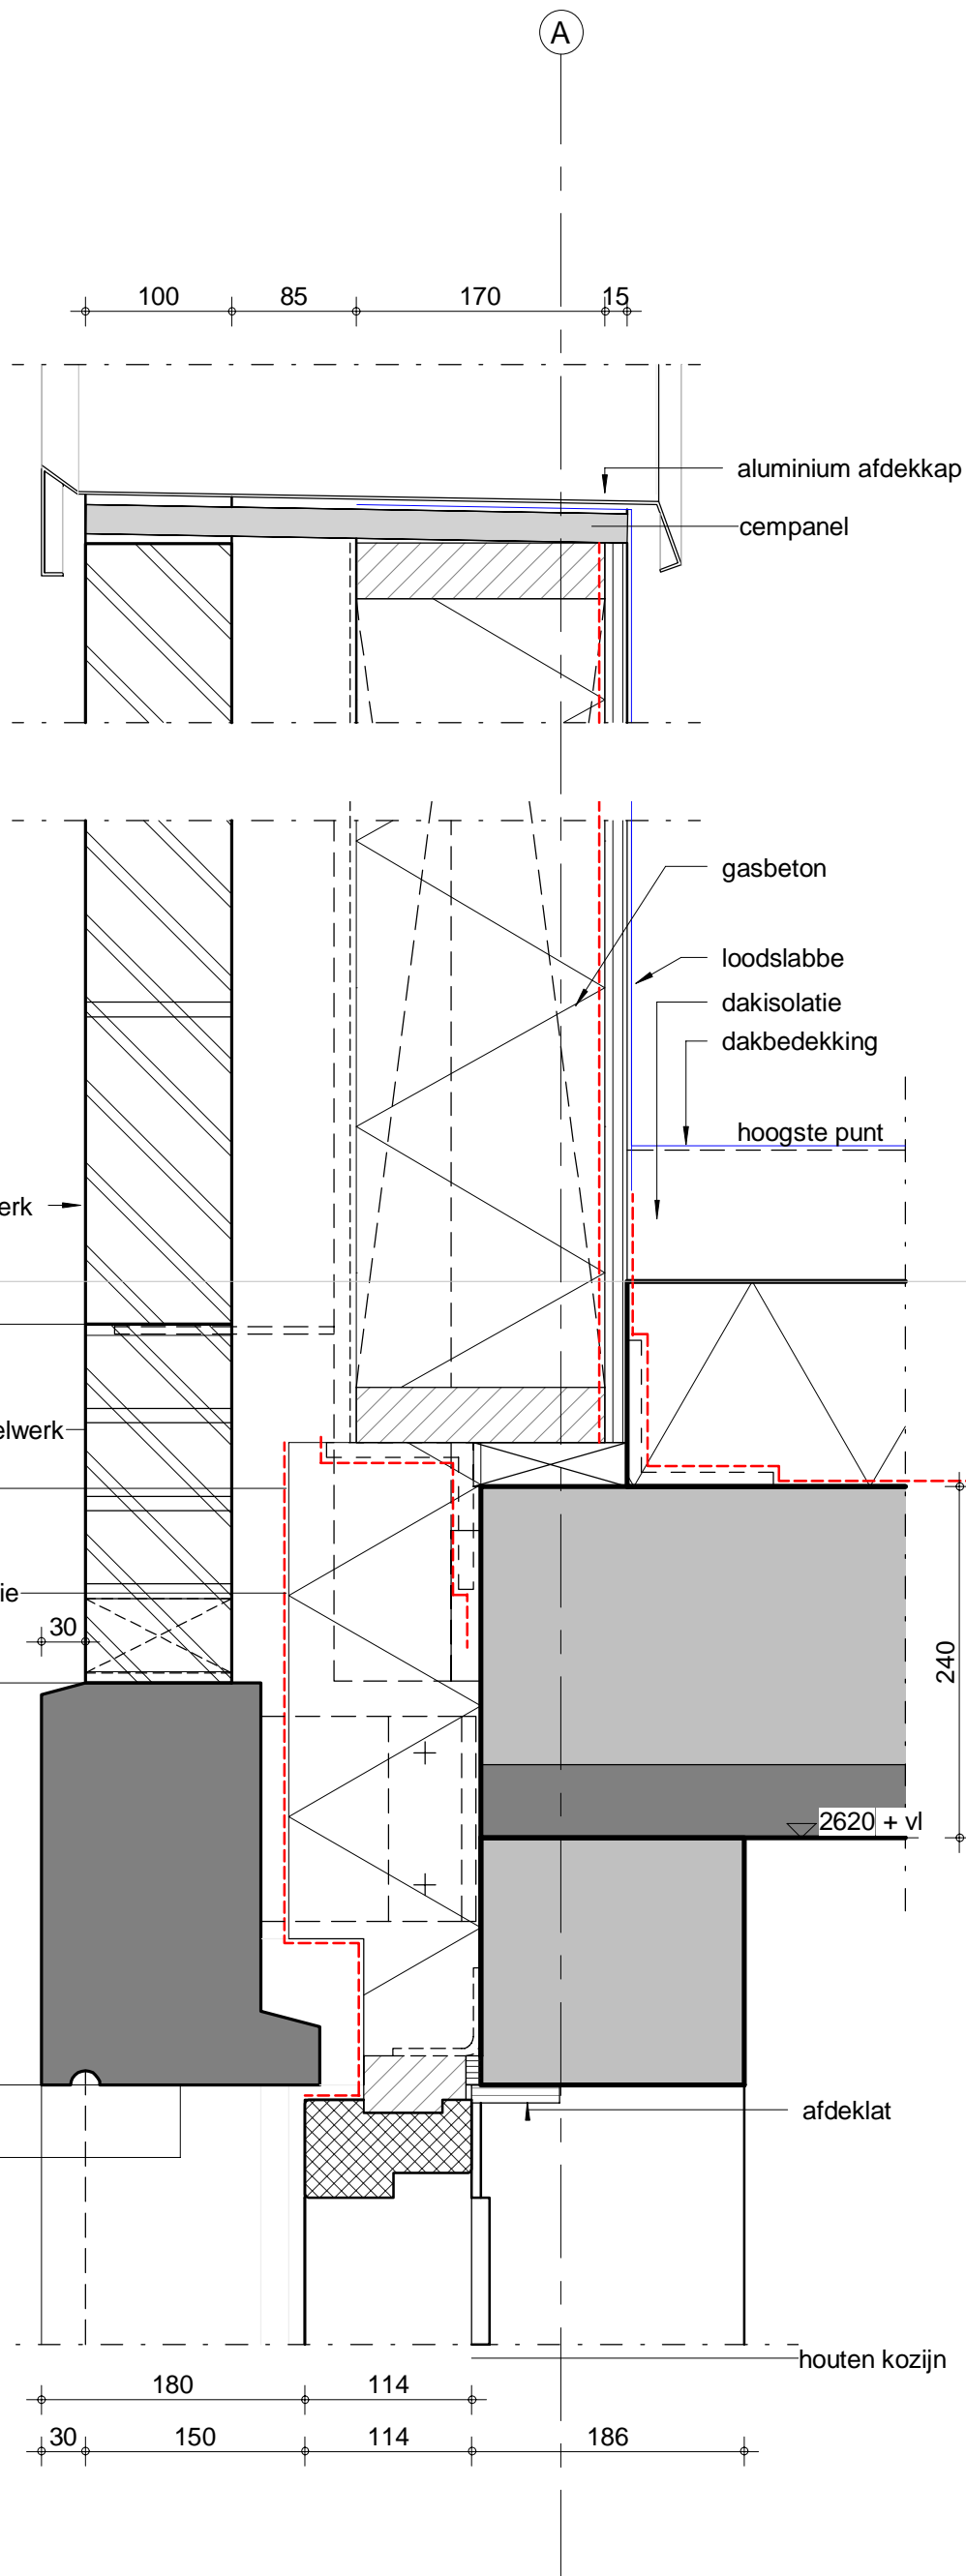 A
100 85 170 15
aluminium afdekkap
cempanel
gasbeton
loodslabbe
dakisolatie
dakbedekking
hoogste punt
erk
elwerk
ie
30
240
2620 + vl
afdeklat
houten kozijn
180 114
30 150 114 186